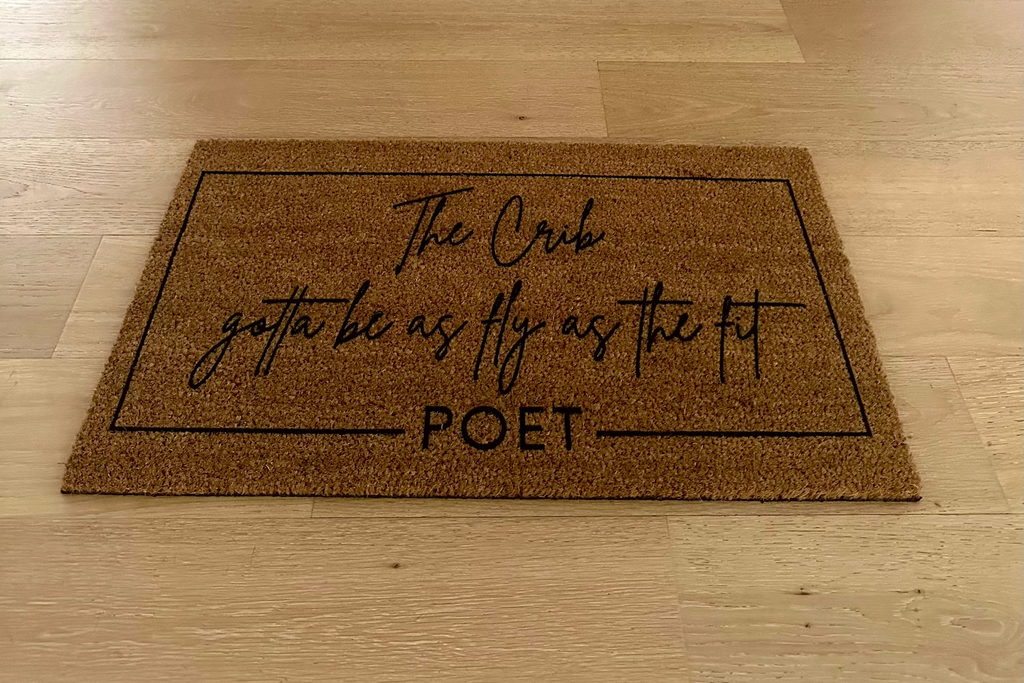 The Crib
gotta be as fly as the fit
POET